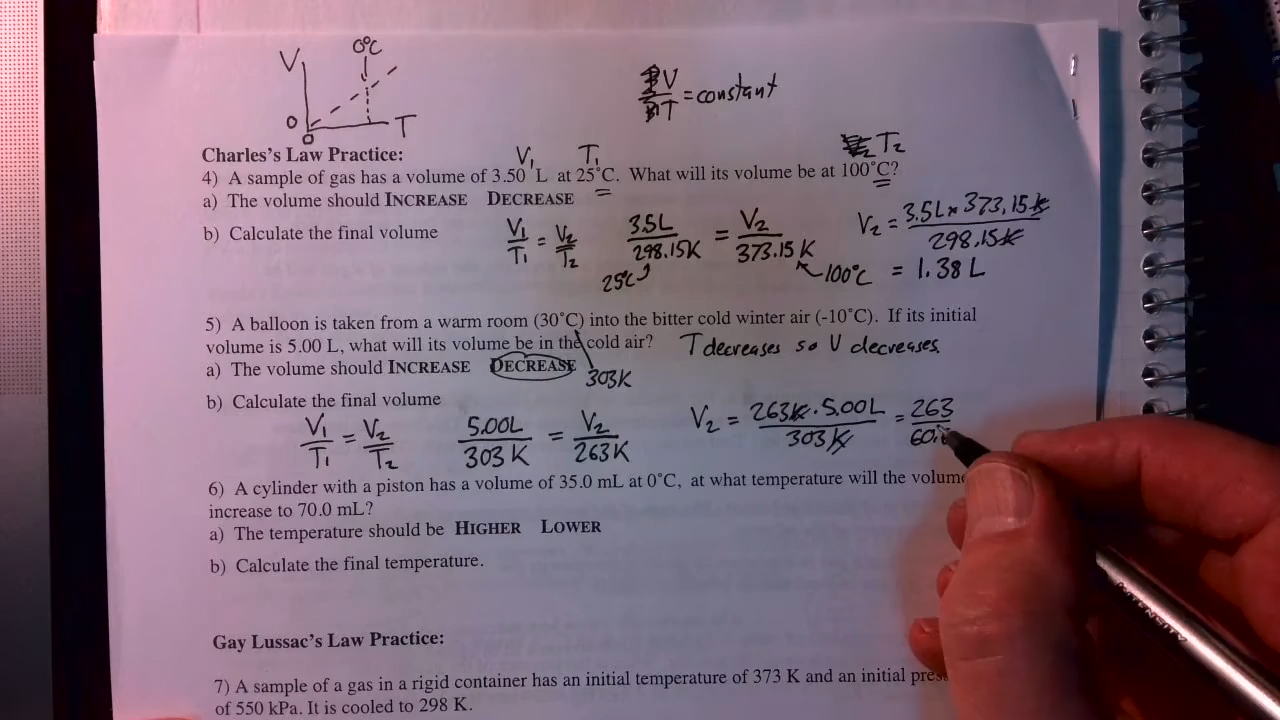 0°C
V
V/T = constant
0
0
T
V₁ T₁ T₂
Charles's Law Practice:
4) A sample of gas has a volume of 3.50 L at 25°C. What will its volume be at 100°C?
a) The volume should INCREASE DECREASE
b) Calculate the final volume
V₁/T₁ = V₂/T₂ 3.5L/298.15K = V₂/373.15K V₂ = 3.5L × 373.15K/298.15K
25°C 100°C = 1.38 L
5) A balloon is taken from a warm room (30°C) into the bitter cold winter air (-10°C). If its initial
volume is 5.00 L, what will its volume be in the cold air? T decreases so V decreases.
a) The volume should INCREASE DECREASE
303K
b) Calculate the final volume
V₁/T₁ = V₂/T₂ 5.00L/303K = V₂/263K V₂ = 263K · 5.00L/303K = 263/60.
6) A cylinder with a piston has a volume of 35.0 mL at 0°C, at what temperature will the volume
increase to 70.0 mL?
a) The temperature should be HIGHER LOWER
b) Calculate the final temperature.
Gay Lussac's Law Practice:
7) A sample of a gas in a rigid container has an initial temperature of 373 K and an initial pres
of 550 kPa. It is cooled to 298 K.
INTENSITY